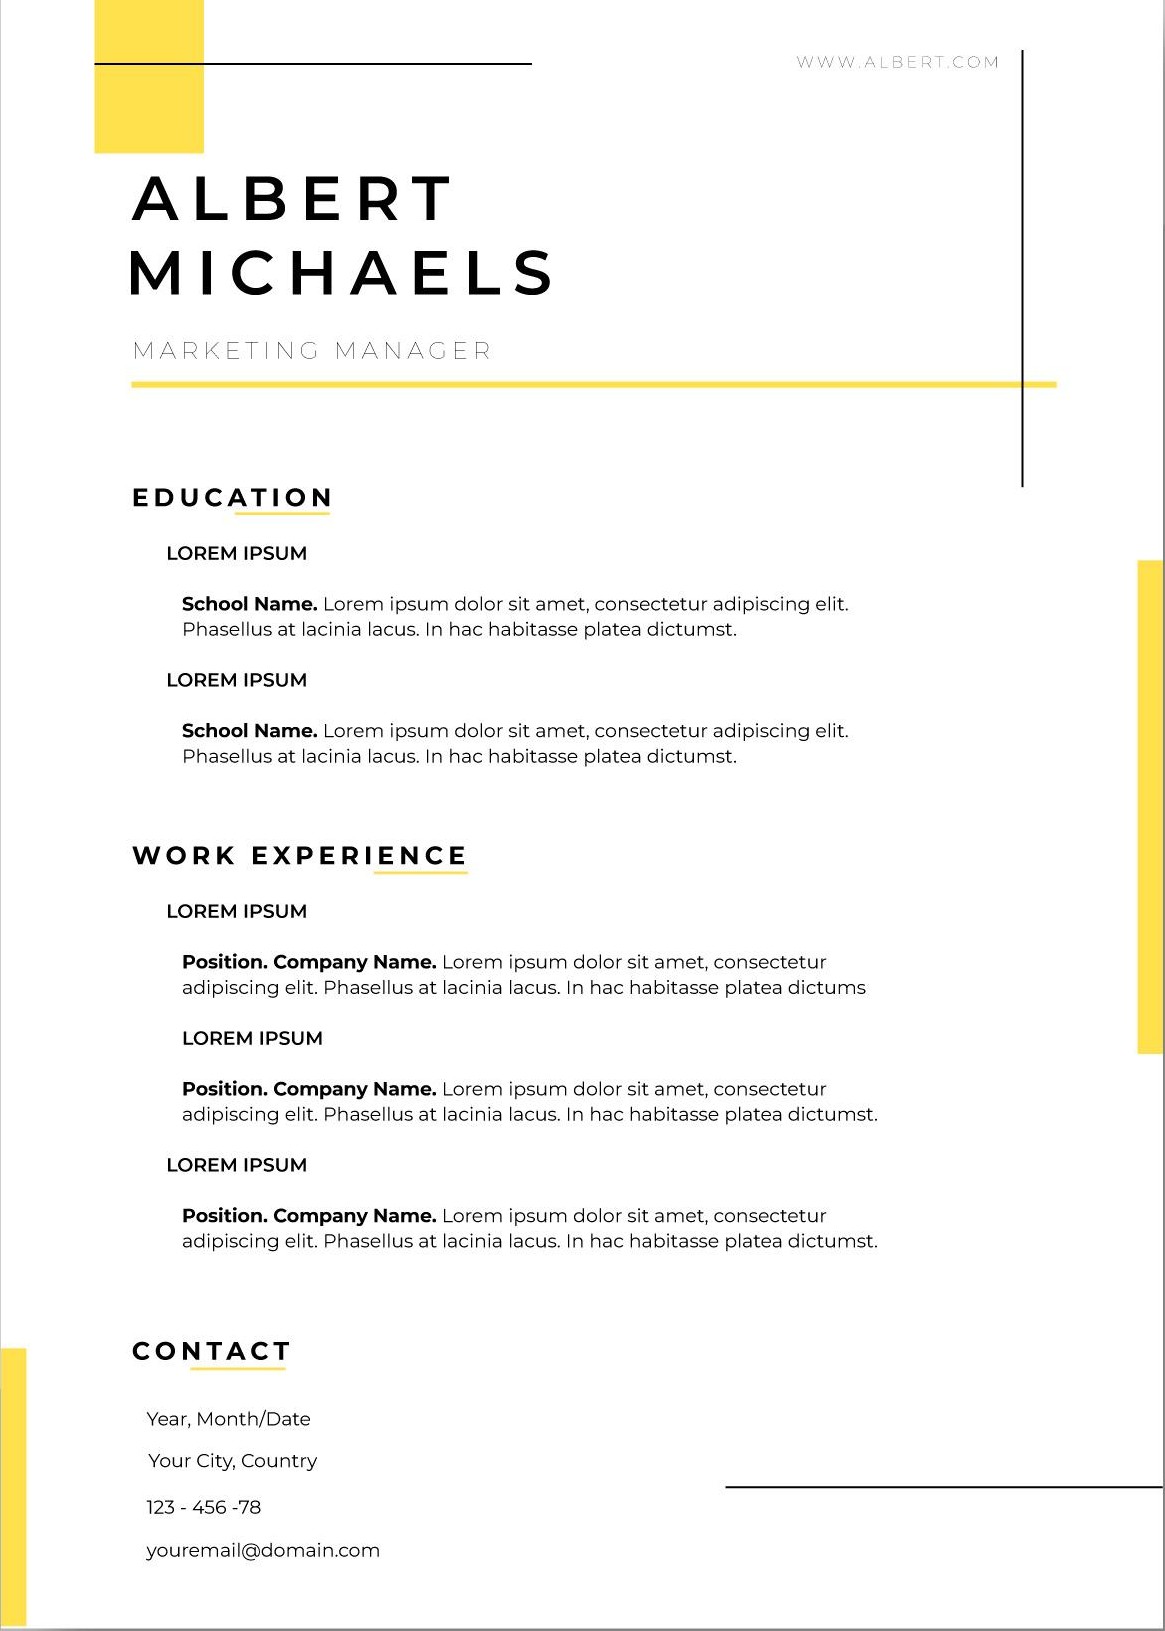 WWW.ALBERT.COM
ALBERT
MICHAELS
MARKETING MANAGER
EDUCATION
LOREM IPSUM
School Name. Lorem ipsum dolor sit amet, consectetur adipiscing elit.
Phasellus at lacinia lacus. In hac habitasse platea dictumst.
LOREM IPSUM
School Name. Lorem ipsum dolor sit amet, consectetur adipiscing elit.
Phasellus at lacinia lacus. In hac habitasse platea dictumst.
WORK EXPERIENCE
LOREM IPSUM
Position. Company Name. Lorem ipsum dolor sit amet, consectetur
adipiscing elit. Phasellus at lacinia lacus. In hac habitasse platea dictums
LOREM IPSUM
Position. Company Name. Lorem ipsum dolor sit amet, consectetur
adipiscing elit. Phasellus at lacinia lacus. In hac habitasse platea dictumst.
LOREM IPSUM
Position. Company Name. Lorem ipsum dolor sit amet, consectetur
adipiscing elit. Phasellus at lacinia lacus. In hac habitasse platea dictumst.
CONTACT
Year, Month/Date
Your City, Country
123 - 456 -78
youremail@domain.com